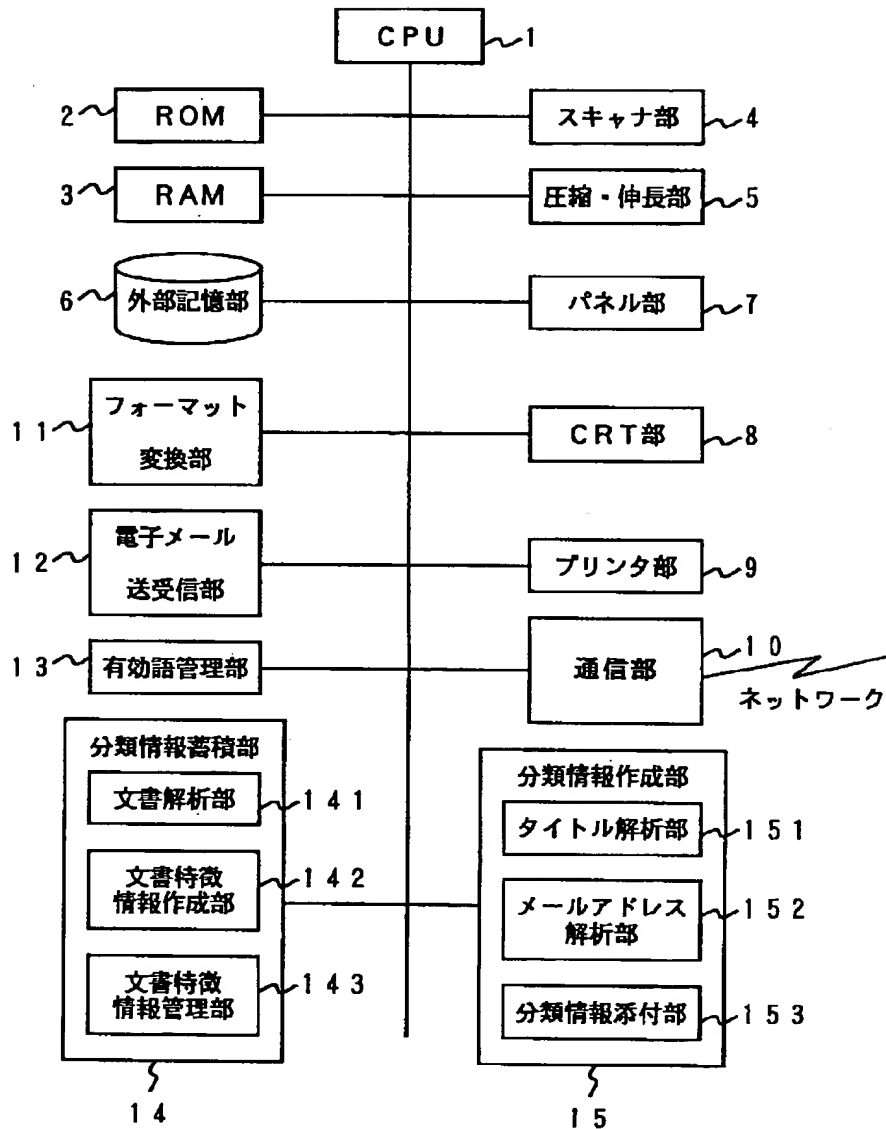 CPU
1
2
ROM
スキャナ部
4
3
RAM
圧縮・伸長部
5
6
外部記憶部
パネル部
7
11
フォーマット
変換部
CRT部
8
12
電子メール
送受信部
プリンタ部
9
13
有効語管理部
通信部
10
ネットワーク
分類情報蓄積部
文書解析部
141
文書特徴
情報作成部
142
文書特徴
情報管理部
143
14
分類情報作成部
タイトル解析部
151
メールアドレス
解析部
152
分類情報添付部
153
15